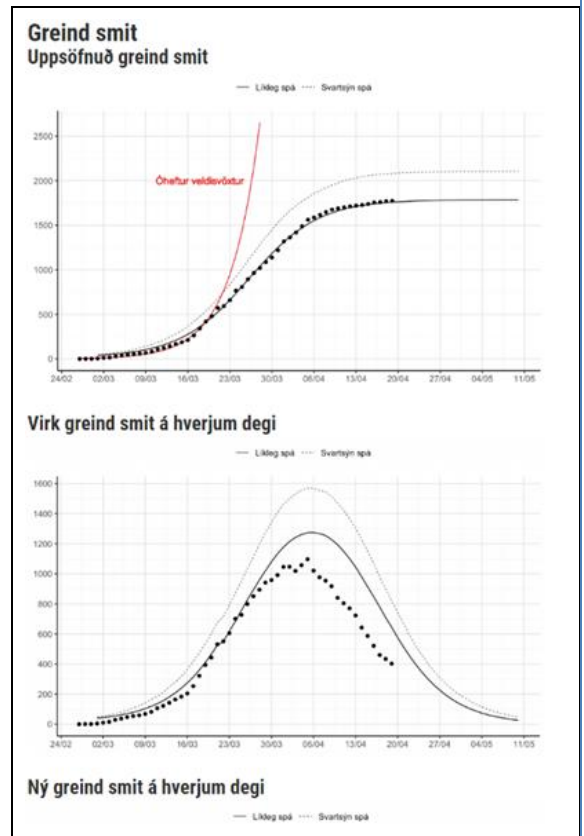 Greind smit
Uppsöfnuð greind smit
Líkleg spá Svartsýn spá
2500
Óheftur veldisvöxtur
2000
1500
1000
500
0
24/02 02/03 09/03 16/03 23/03 30/03 06/04 13/04 20/04 27/04 04/05 11/05
Virk greind smit á hverjum degi
Líkleg spá Svartsýn spá
1600
1400
1200
1000
800
600
400
200
0
24/02 02/03 09/03 16/03 23/03 30/03 06/04 13/04 20/04 27/04 04/05 11/05
Ný greind smit á hverjum degi
Líkleg spá Svartsýn spá